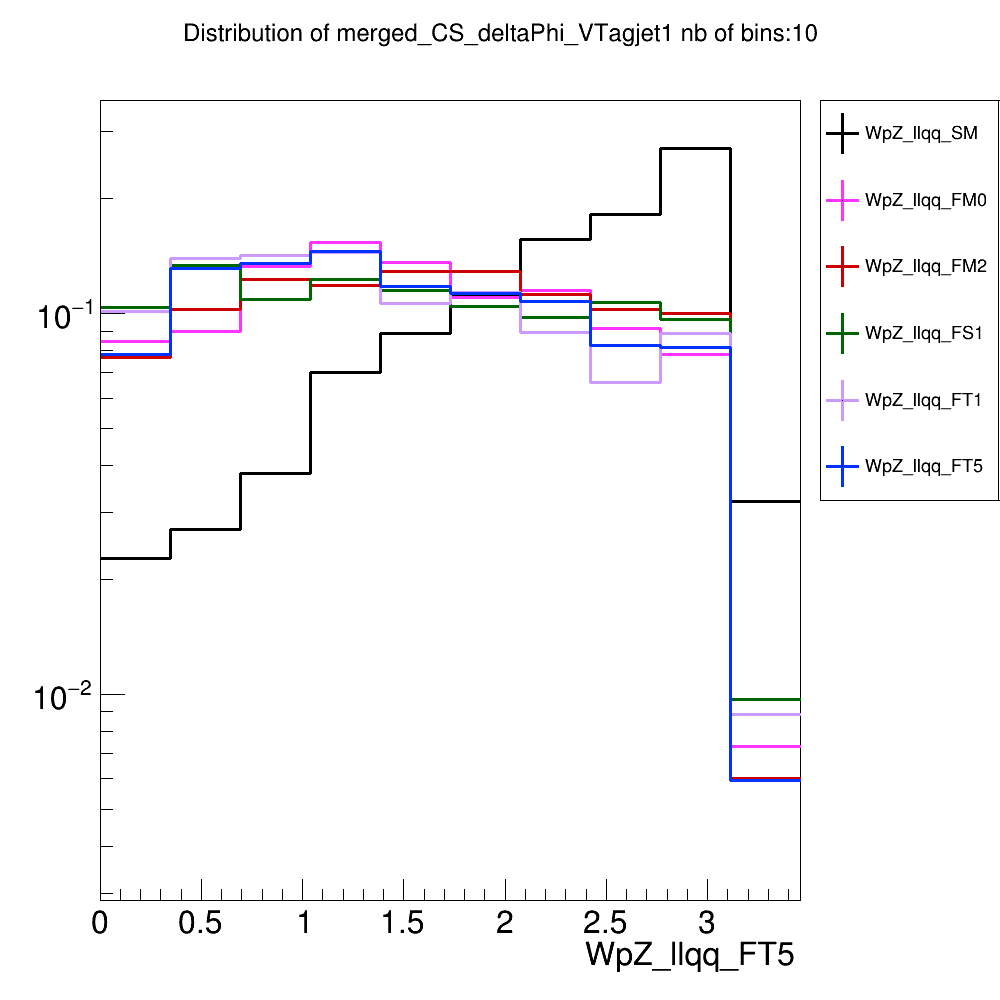 Distribution of merged_CS_deltaPhi_VTagjet1 nb of bins:10
WpZ_llqq_SM
WpZ_llqq_FM0
WpZ_llqq_FM2
WpZ_llqq_FS1
WpZ_llqq_FT1
WpZ_llqq_FT5
10⁻¹
10⁻²
0 0.5 1 1.5 2 2.5 3
WpZ_llqq_FT5